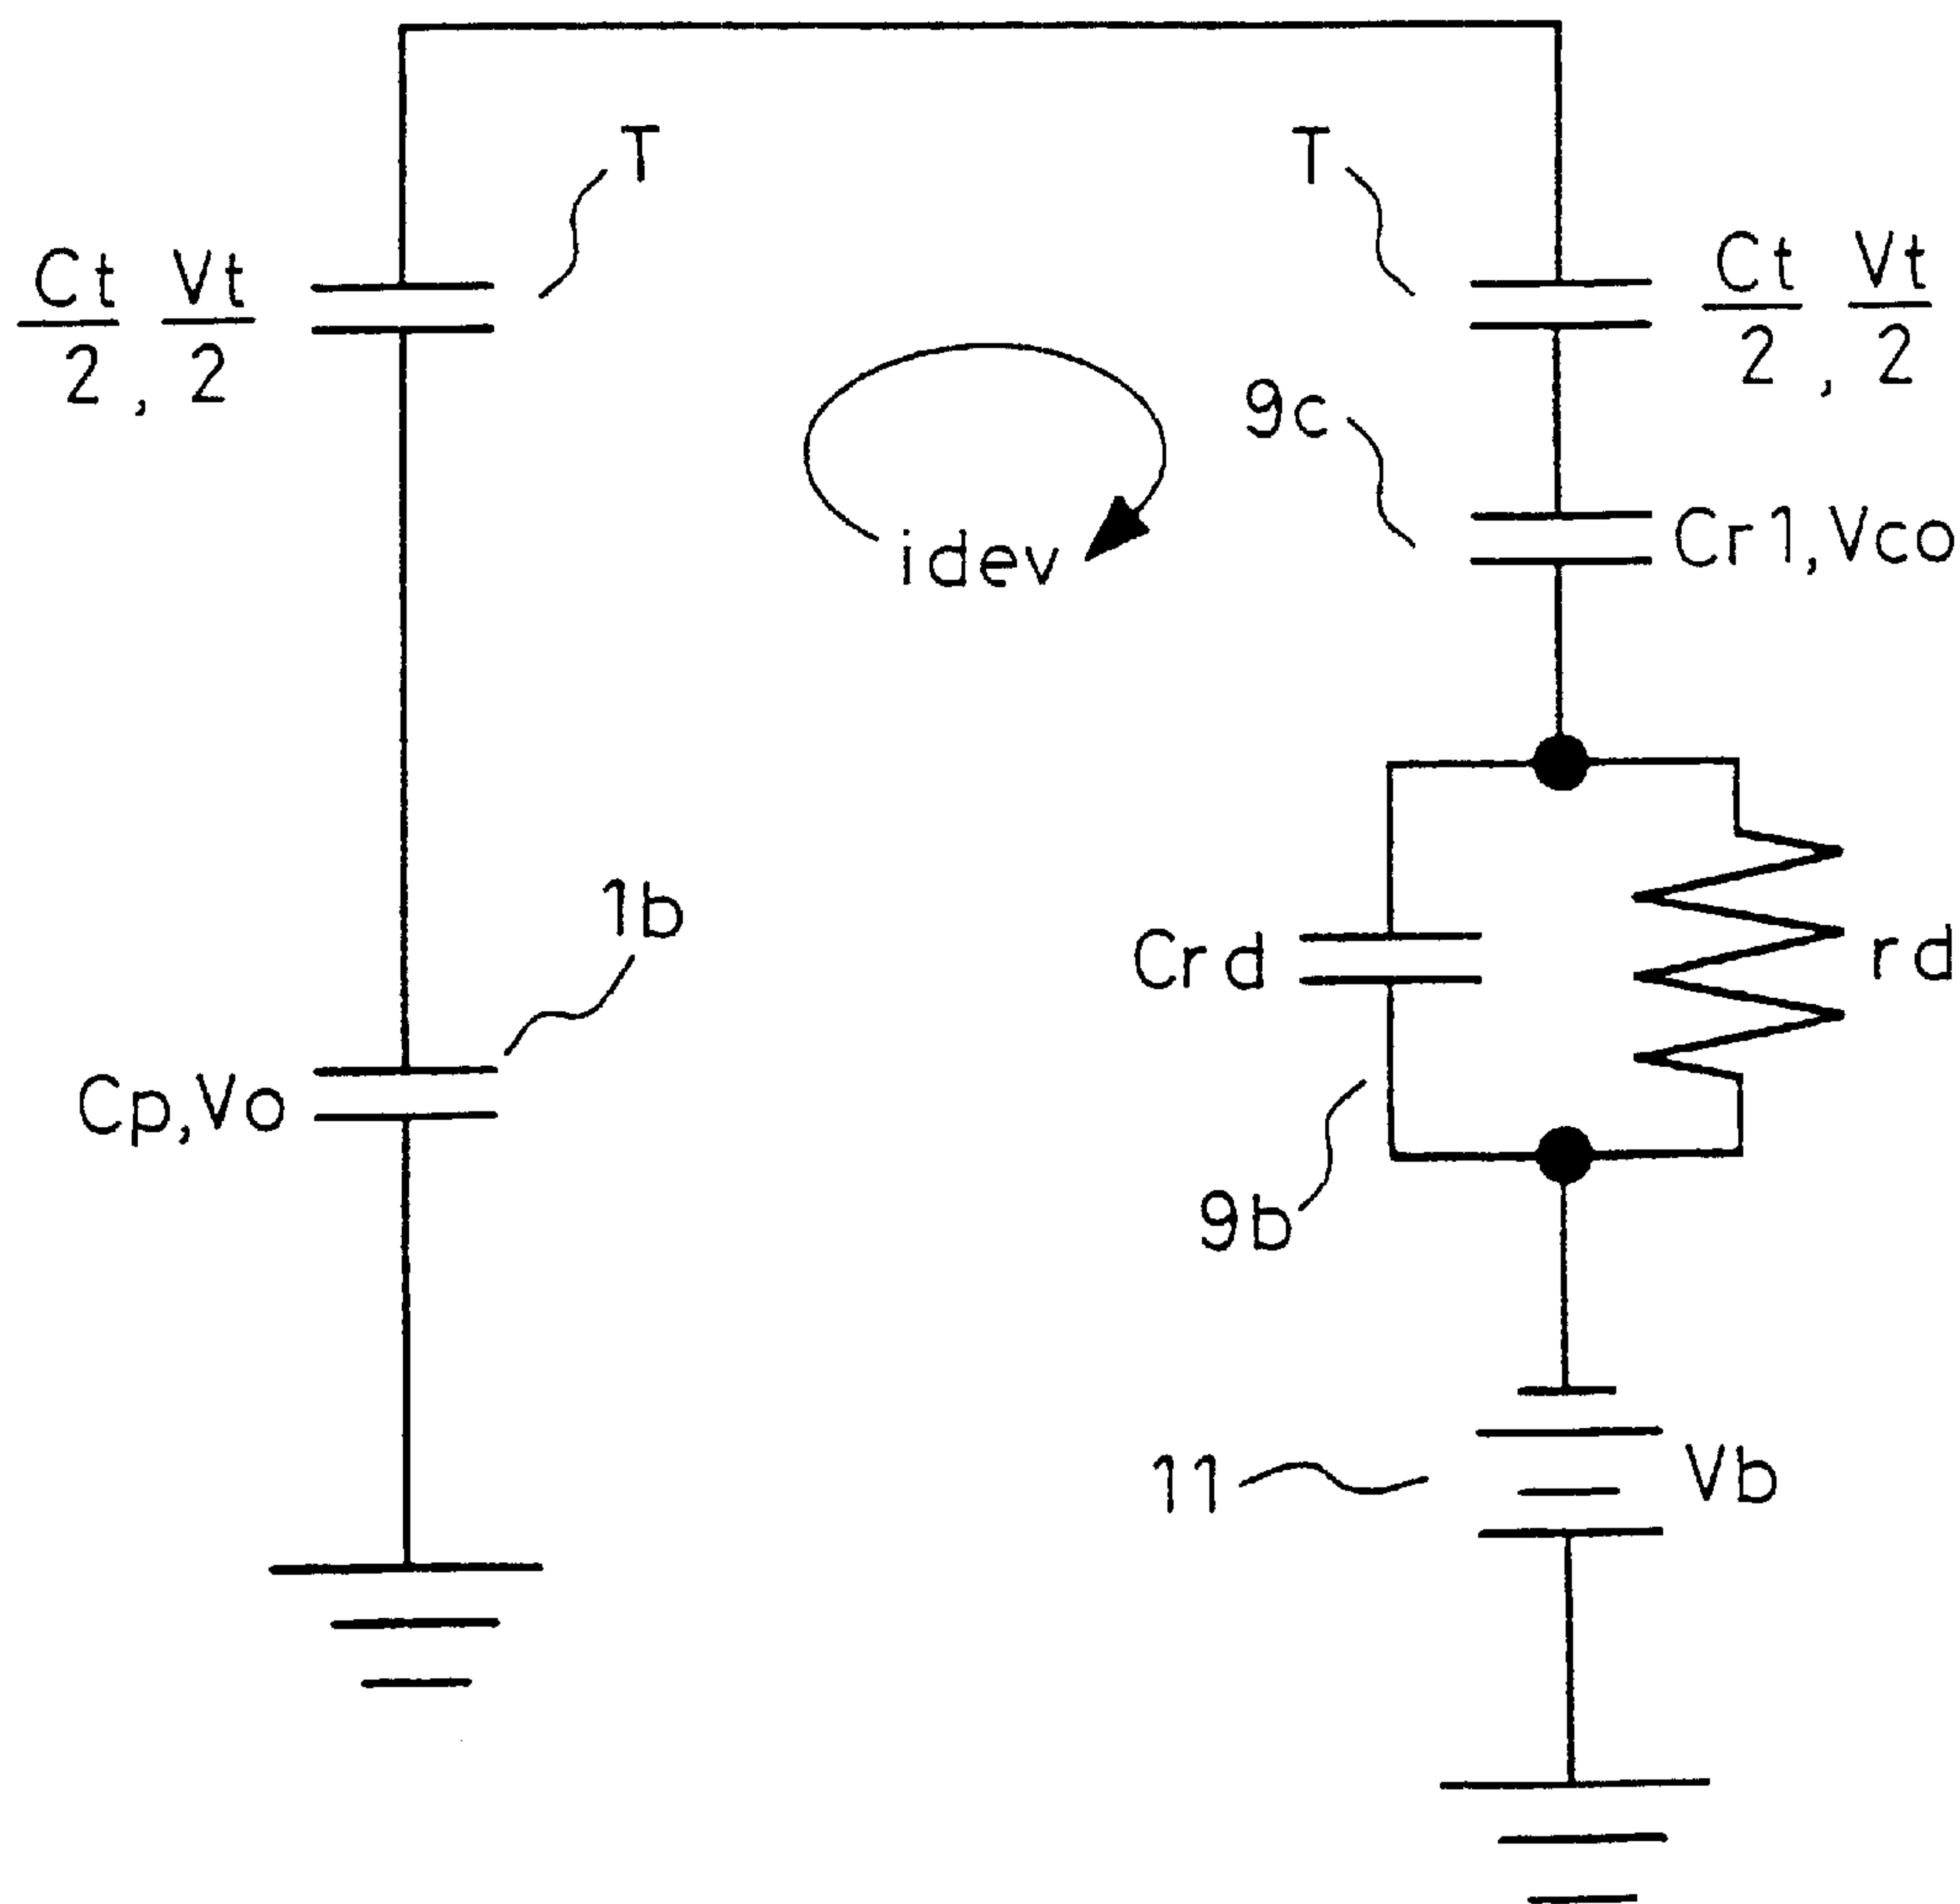 T
T
Ct/2, Vt/2
Ct/2, Vt/2
9c
idev
Cr1,Vco
1b
Crd
rd
Cp,Vo
9b
11
Vb